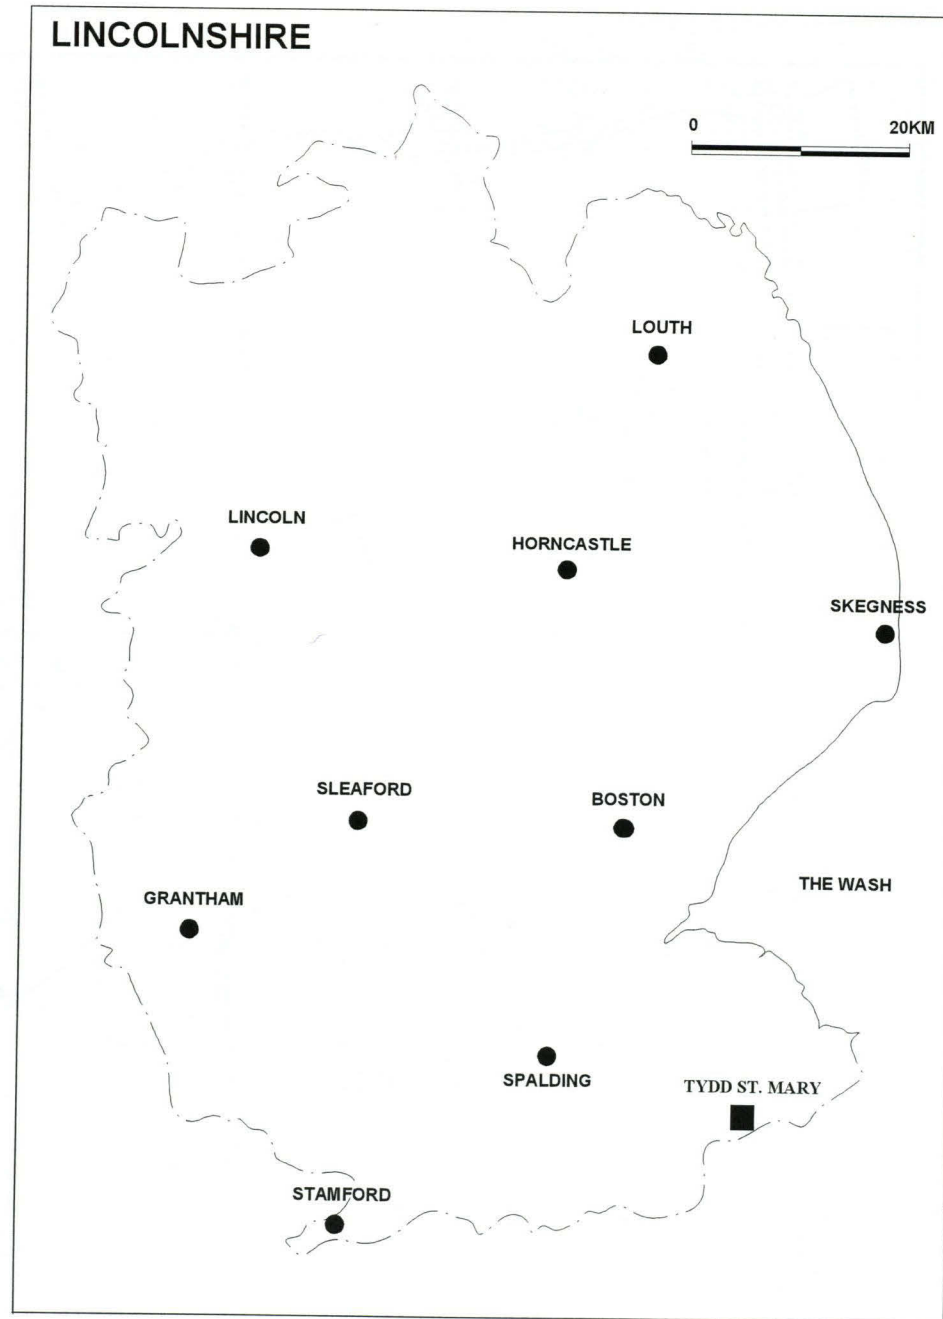 LINCOLNSHIRE
0 20KM
LOUTH
LINCOLN
HORNCASTLE
SKEGNESS
SLEAFORD
BOSTON
THE WASH
GRANTHAM
SPALDING
TYDD ST. MARY
STAMFORD